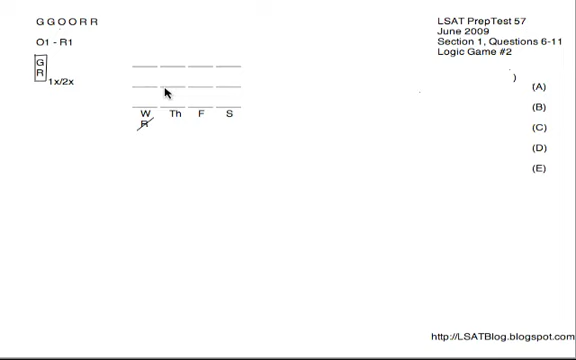 G G O O R R
O1 - R1
G
R
1x/2x
W Th F S
R
LSAT PrepTest 57
June 2009
Section 1, Questions 6-11
Logic Game #2
)
(A)
(B)
(C)
(D)
(E)
http://LSATBlog.blogspot.com